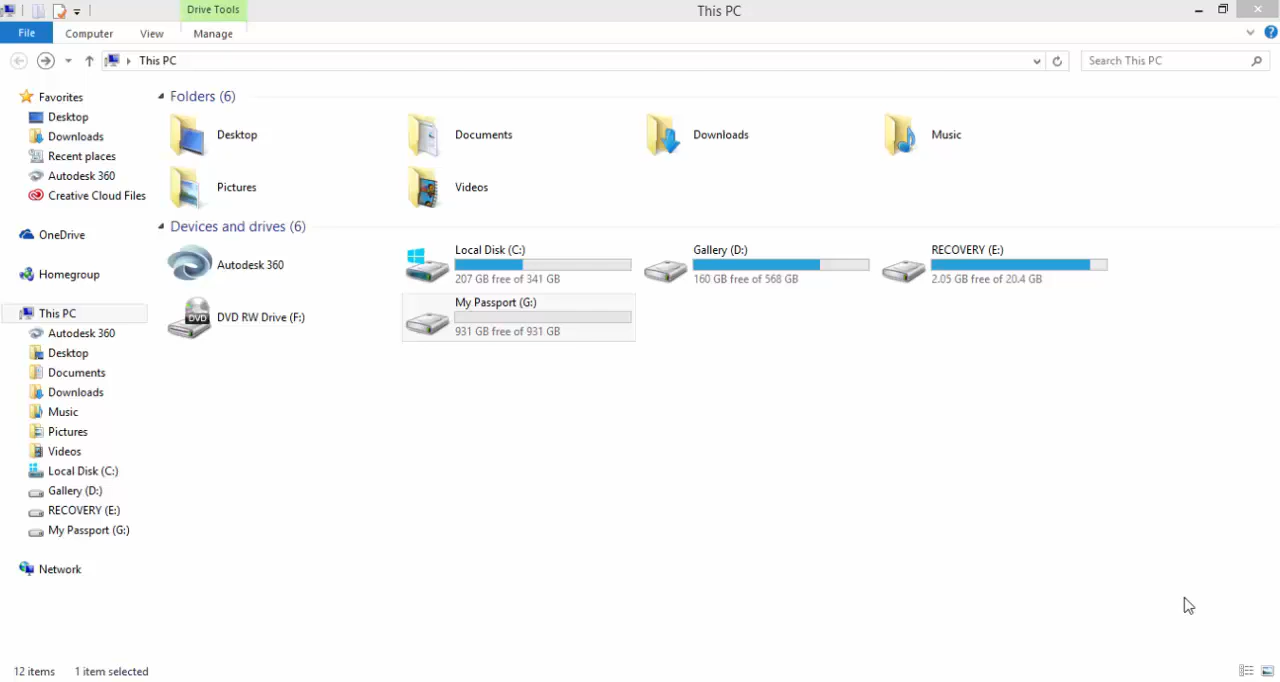 Drive Tools
This PC
File Computer View Manage
This PC
Search This PC
Favorites
Desktop
Downloads
Recent places
Autodesk 360
Creative Cloud Files
OneDrive
Homegroup
This PC
Autodesk 360
Desktop
Documents
Downloads
Music
Pictures
Videos
Local Disk (C:)
Gallery (D:)
RECOVERY (E:)
My Passport (G:)
Network
Folders (6)
Desktop Documents Downloads Music
Pictures Videos
Devices and drives (6)
Autodesk 360
Local Disk (C:)
207 GB free of 341 GB
Gallery (D:)
160 GB free of 568 GB
RECOVERY (E:)
2.05 GB free of 20.4 GB
DVD
DVD RW Drive (F:)
My Passport (G:)
931 GB free of 931 GB
12 items 1 item selected